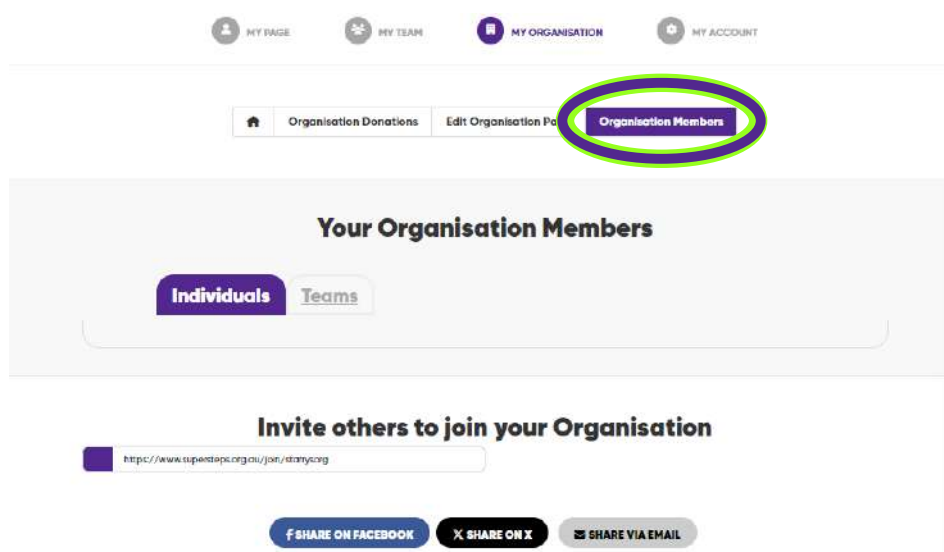 MY PAGE MY TEAM MY ORGANISATION MY ACCOUNT
Organisation Donations Edit Organisation Organisation Members
Your Organisation Members
Individuals Teams
Invite others to join your Organisation
https://www.supersteps.org.au/join/starrysorg
f SHARE ON FACEBOOK X SHARE ON X SHARE VIA EMAIL